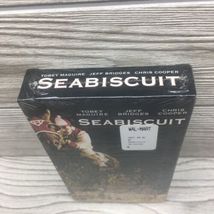 TOBEY MAGUIRE JEFF BRIDGES CHRIS COOPER
SEABISCUIT
TOBEY MAGUIRE JEFF BRIDGES CHRIS COOPER
SEABISCUIT
WAL-MART